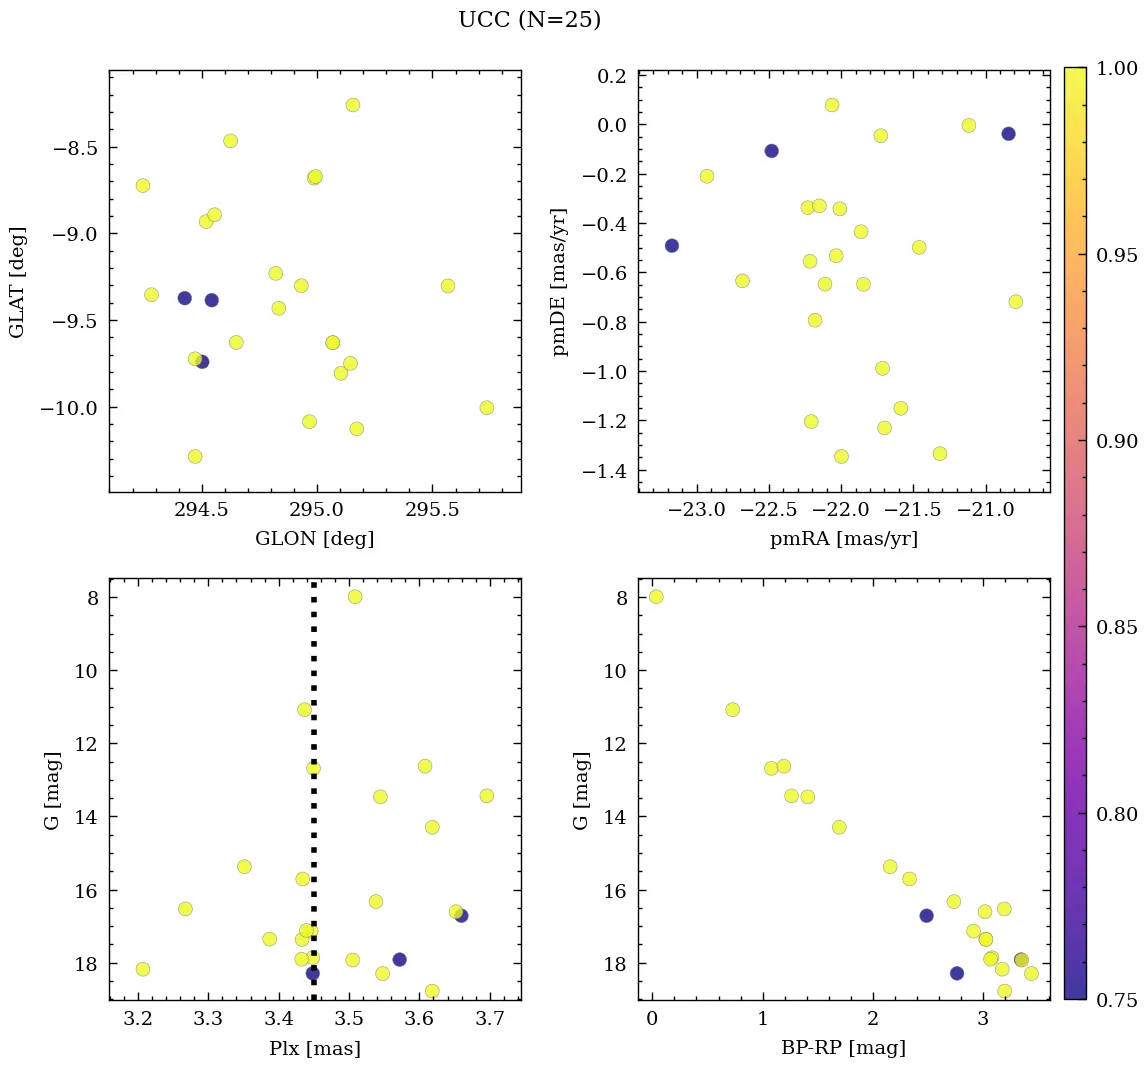 UCC (N=25)
−8.5
−9.0
−9.5
−10.0
GLAT [deg]
294.5 295.0 295.5
GLON [deg]
0.2
0.0
−0.2
−0.4
−0.6
−0.8
−1.0
−1.2
−1.4
pmDE [mas/yr]
−23.0 −22.5 −22.0 −21.5 −21.0
pmRA [mas/yr]
8
10
12
14
16
18
G [mag]
3.2 3.3 3.4 3.5 3.6 3.7
Plx [mas]
8
10
12
14
16
18
G [mag]
0 1 2 3
BP-RP [mag]
1.00
0.95
0.90
0.85
0.80
0.75